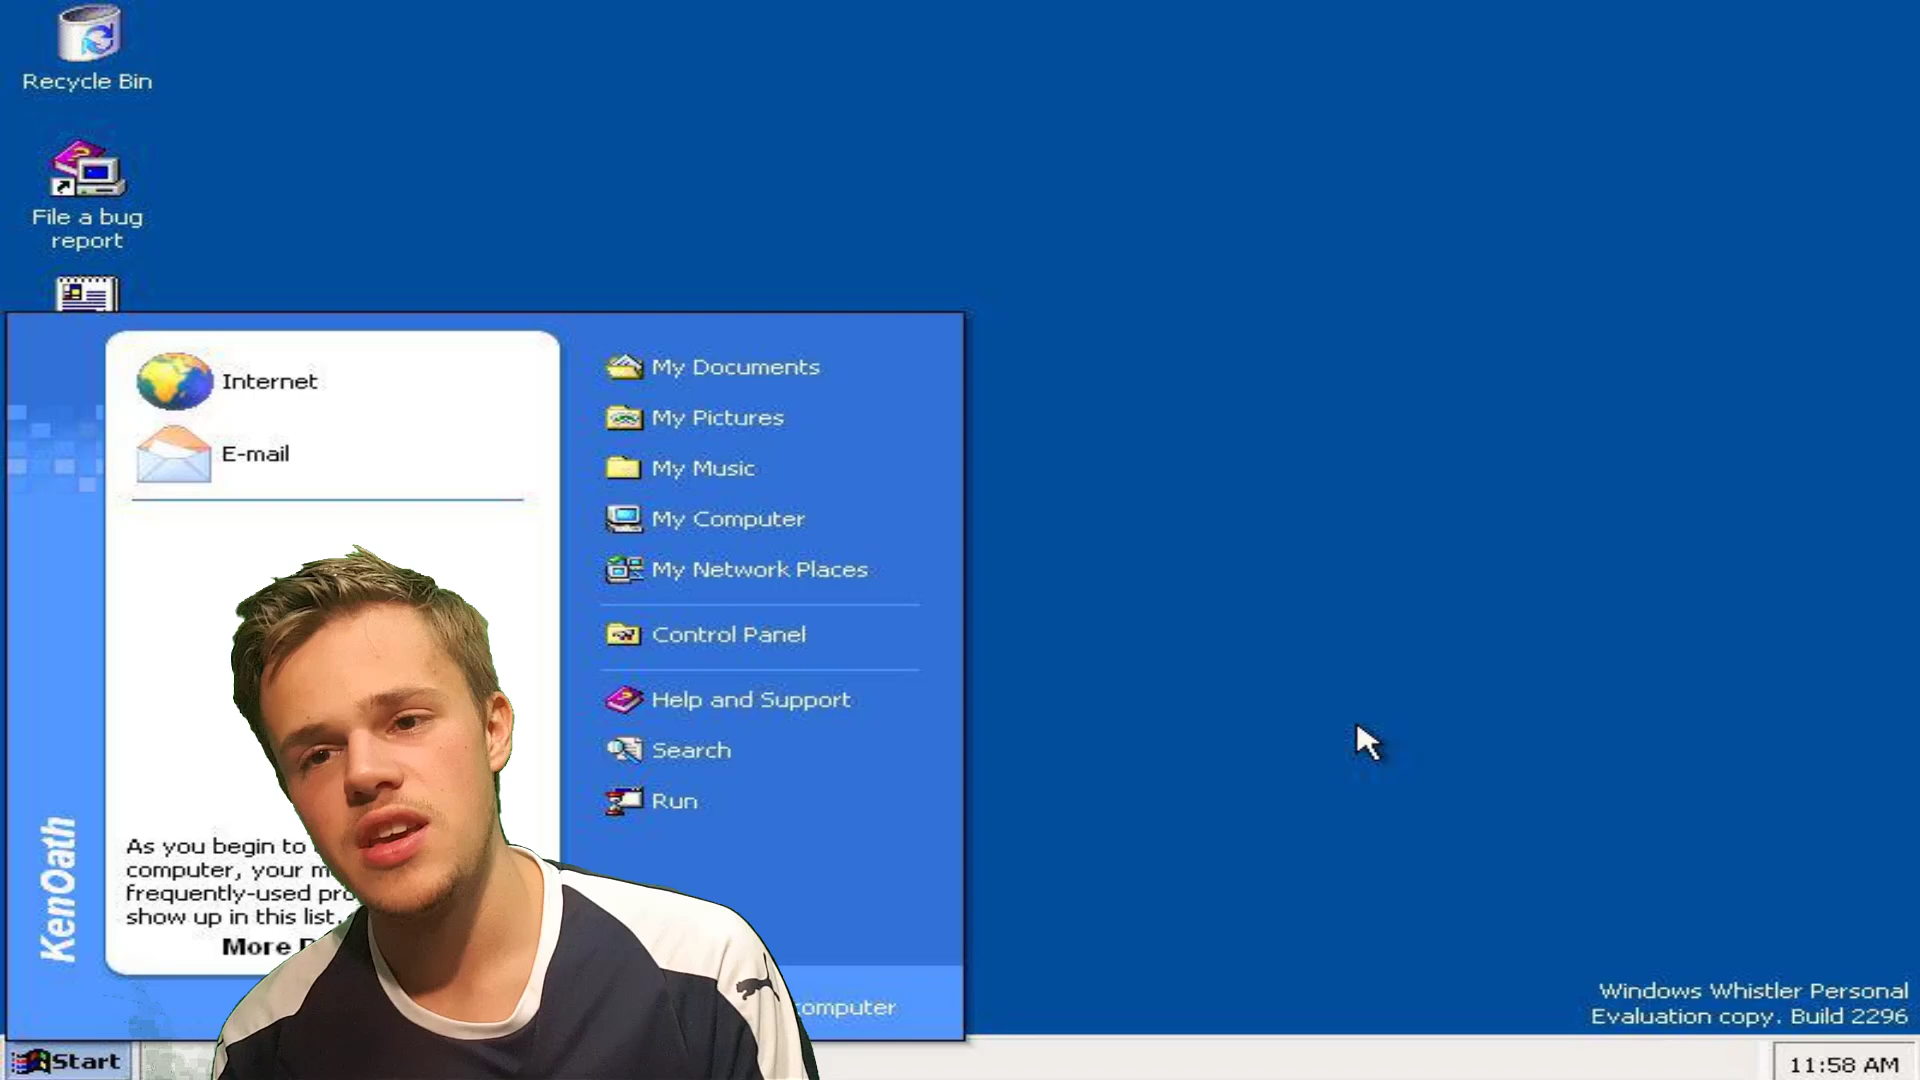 Recycle Bin
File a bug
report
Internet
E-mail
As you begin to
computer, your
frequently-used
show up in this list.
More
KenOath
My Documents
My Pictures
My Music
My Computer
My Network Places
Control Panel
Help and Support
Search
Run
computer
Windows Whistler Personal
Evaluation copy. Build 2296
Start
11:58 AM